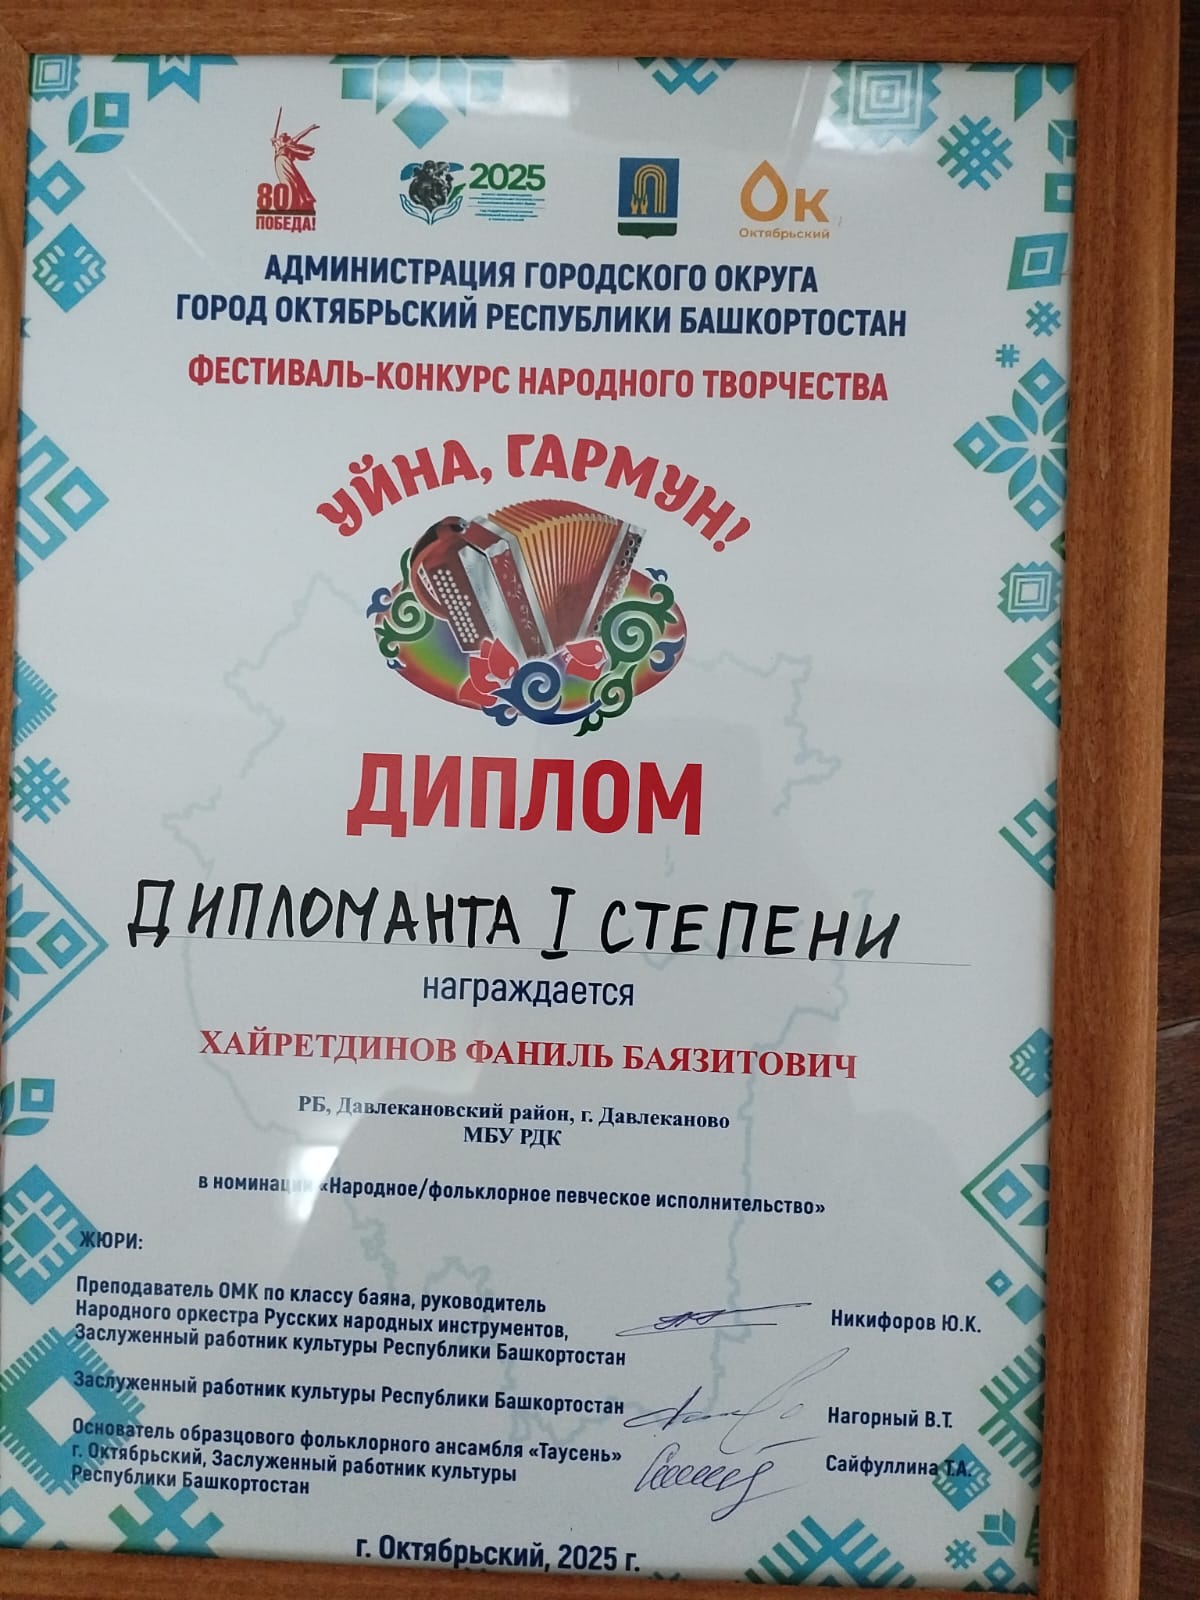 80
ПОБЕДА!
2025
Ок
Октябрьский
АДМИНИСТРАЦИЯ ГОРОДСКОГО ОКРУГА
ГОРОД ОКТЯБРЬСКИЙ РЕСПУБЛИКИ БАШКОРТОСТАН
ФЕСТИВАЛЬ-КОНКУРС НАРОДНОГО ТВОРЧЕСТВА
УЙНА, ГАРМУН!
ДИПЛОМ
ДИПЛОМАНТА I СТЕПЕНИ
награждается
ХАЙРЕТДИНОВ ФАНИЛЬ БАЯЗИТОВИЧ
РБ, Давлекановский район, г. Давлеканово
МБУ РДК
в номинации «Народное/фольклорное певческое исполнительство»
ЖЮРИ:
Преподаватель ОМК по классу баяна, руководитель
Народного оркестра Русских народных инструментов,
Заслуженный работник культуры Республики Башкортостан
Никифоров Ю.К.
Заслуженный работник культуры Республики Башкортостан
Нагорный В.Т.
Основатель образцового фольклорного ансамбля «Таусень»
г. Октябрьский, Заслуженный работник культуры
Республики Башкортостан
Сайфуллина Т.А.
г. Октябрьский, 2025 г.